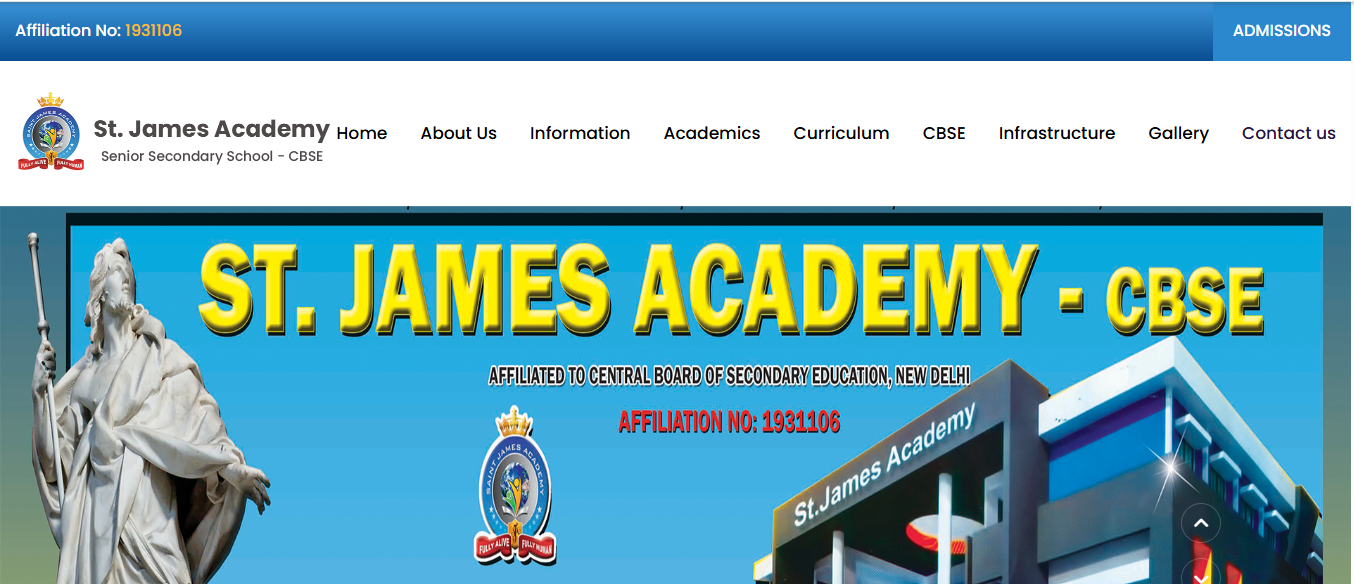 Affiliation No: 1931106
ADMISSIONS
St. James Academy
Senior Secondary School - CBSE
Home About Us Information Academics Curriculum CBSE Infrastructure Gallery Contact us
SAINT JAMES ACADEMY
FULLY ALIVE FULLY HUMAN
ST. JAMES ACADEMY - CBSE
AFFILIATED TO CENTRAL BOARD OF SECONDARY EDUCATION, NEW DELHI
AFFILIATION NO: 1931106
SAINT JAMES ACADEMY
FULLY ALIVE FULLY HUMAN
St.James Academy